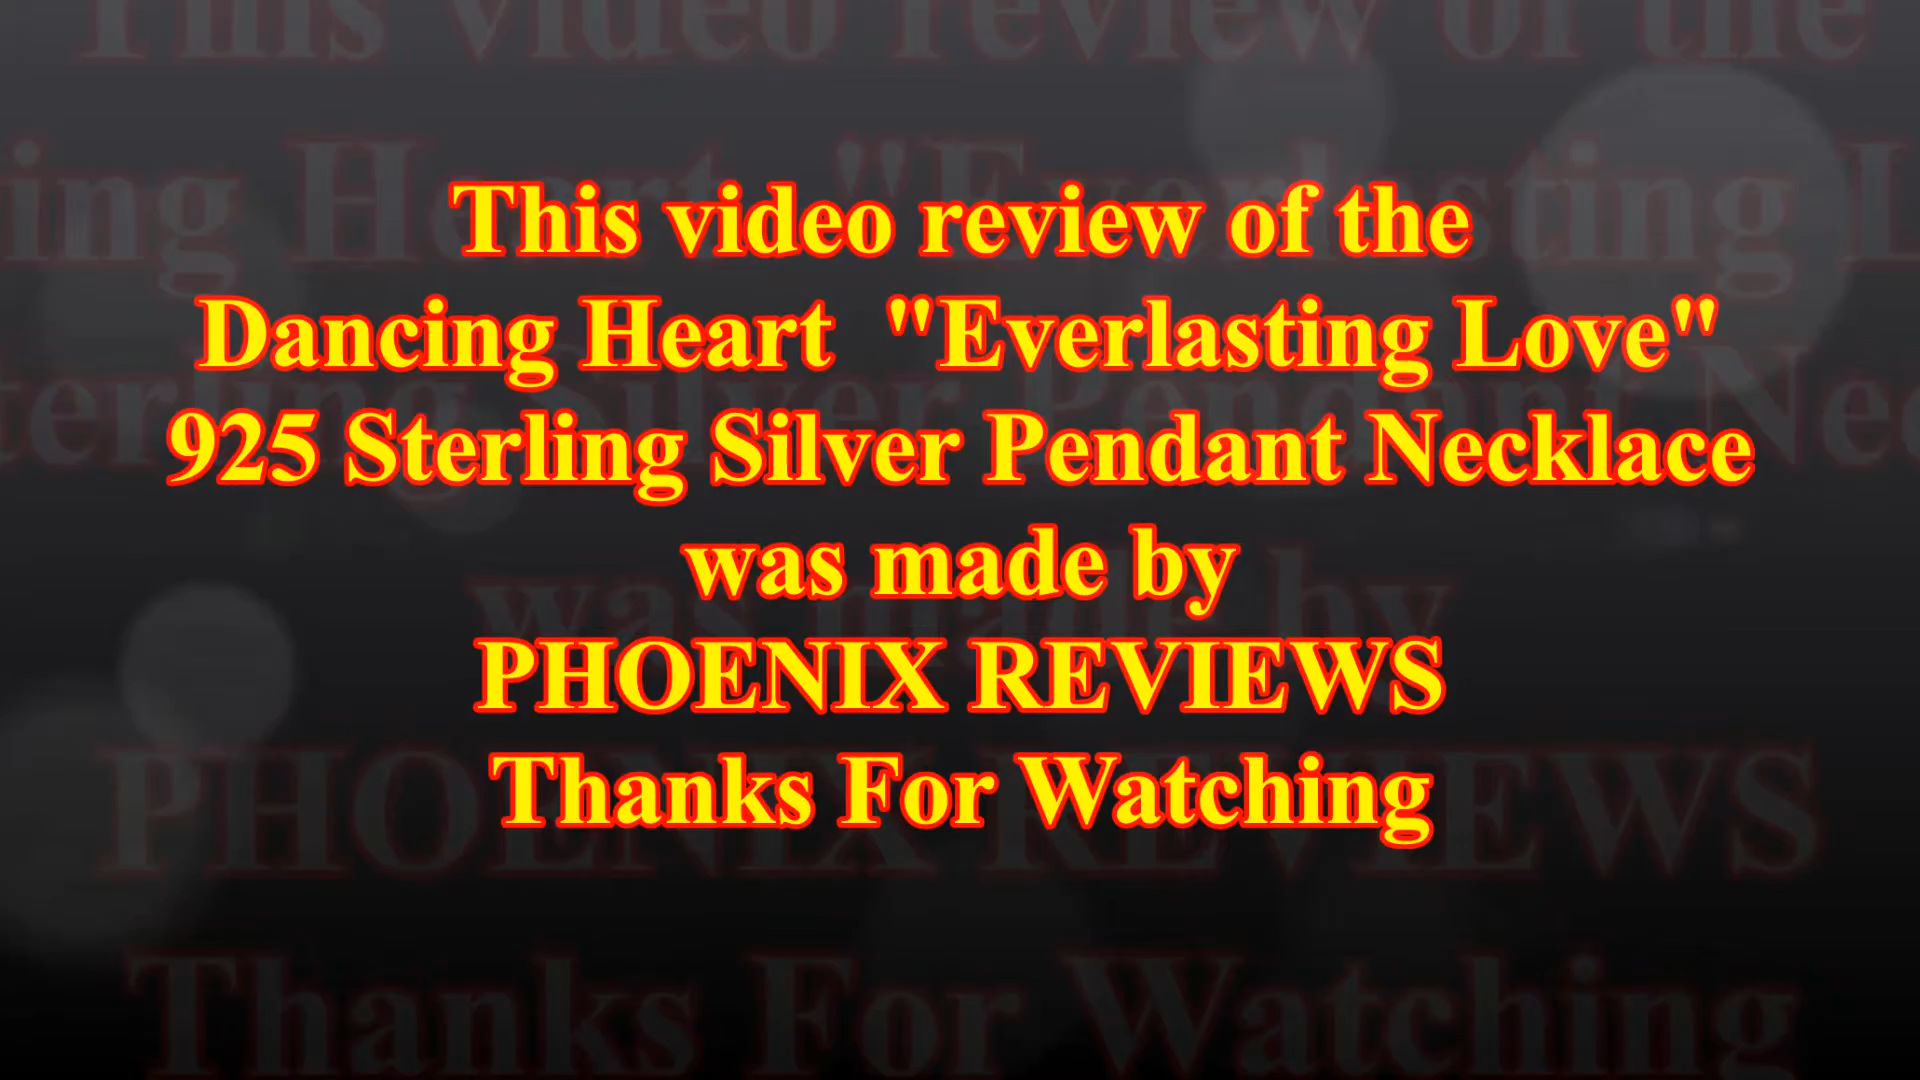 This video review of the
Dancing Heart  "Everlasting Love"
925 Sterling Silver Pendant Necklace
was made by
PHOENIX REVIEWS
Thanks For Watching